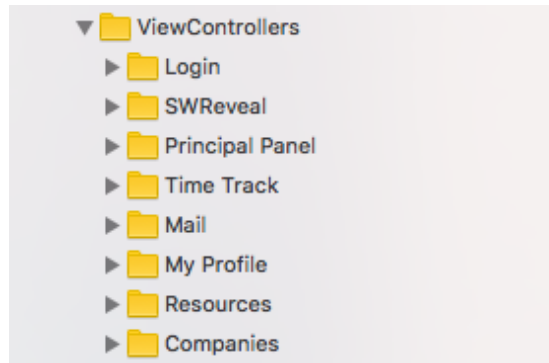 ViewControllers
Login
SWReveal
Principal Panel
Time Track
Mail
My Profile
Resources
Companies